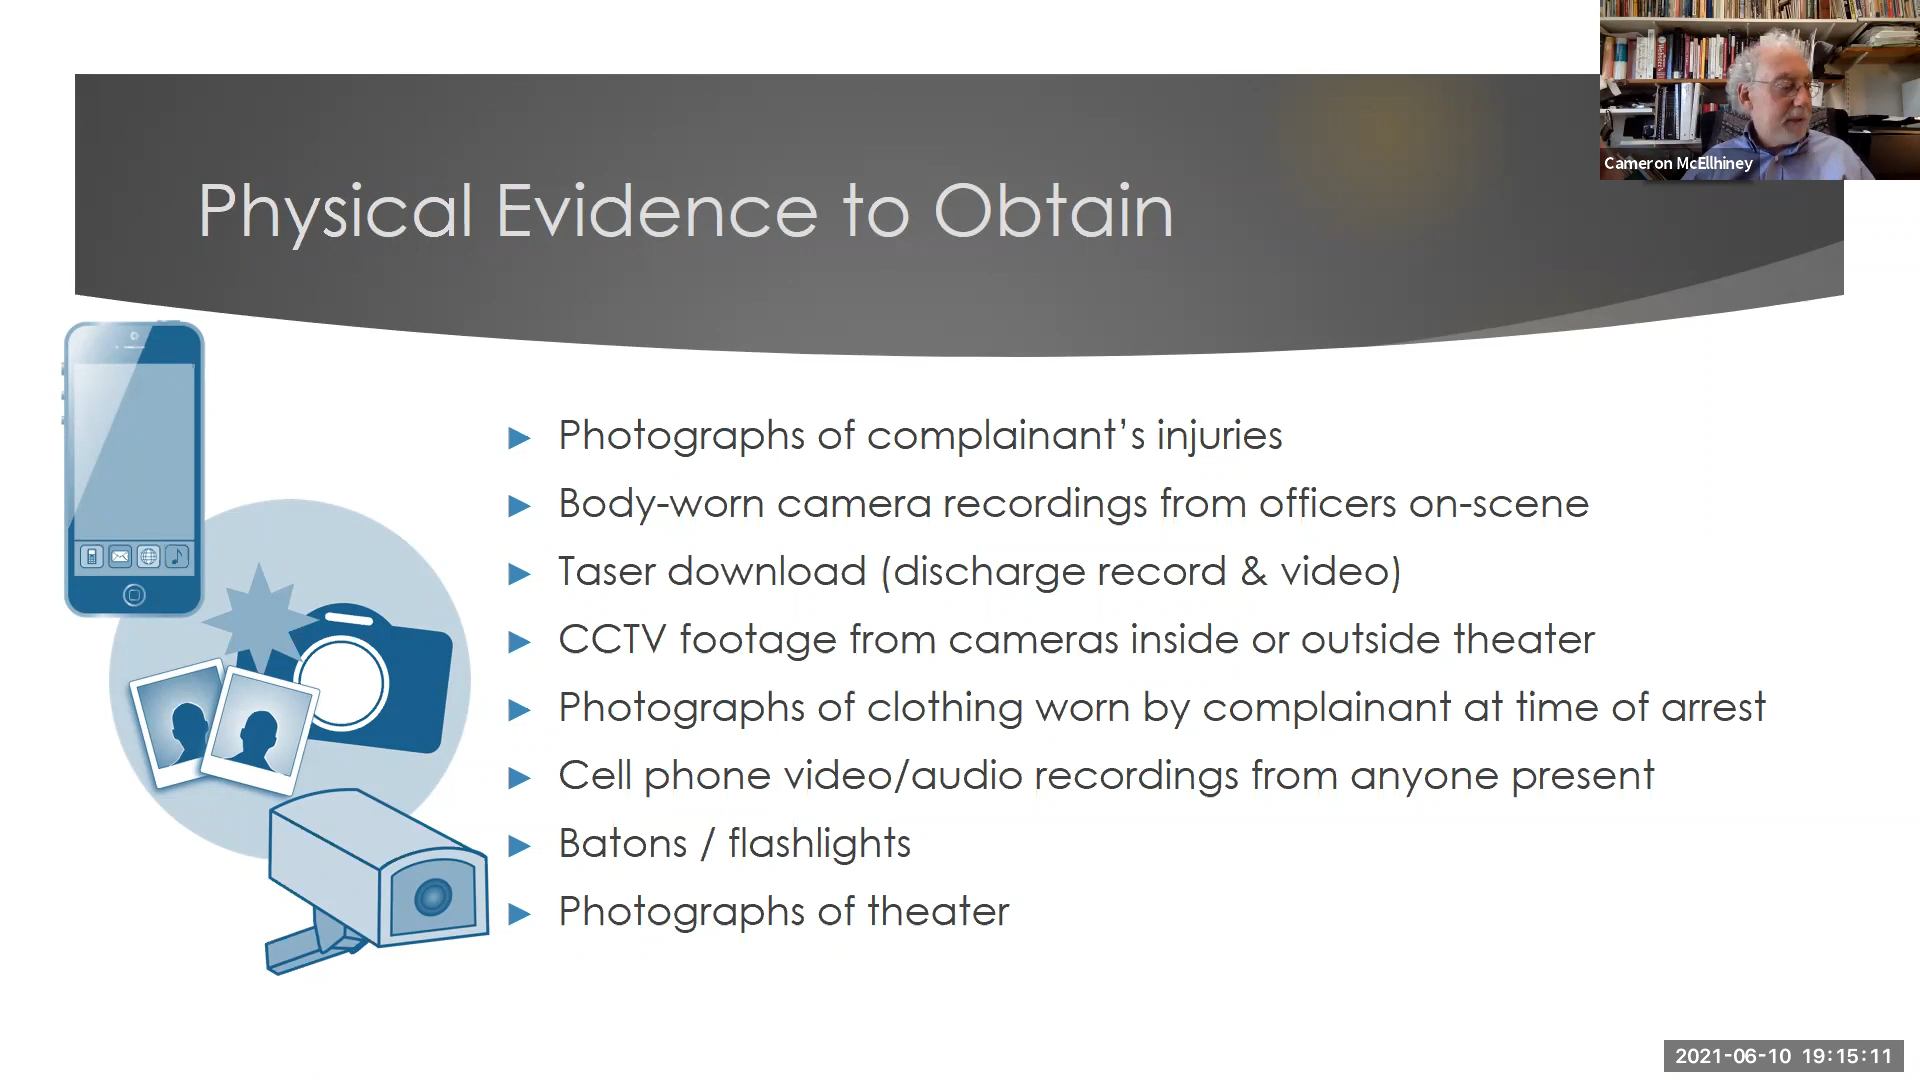 Cameron McEllhiney
Physical Evidence to Obtain
► Photographs of complainant’s injuries
► Body-worn camera recordings from officers on-scene
► Taser download (discharge record & video)
► CCTV footage from cameras inside or outside theater
► Photographs of clothing worn by complainant at time of arrest
► Cell phone video/audio recordings from anyone present
► Batons / flashlights
► Photographs of theater
2021-06-10 19:15:11